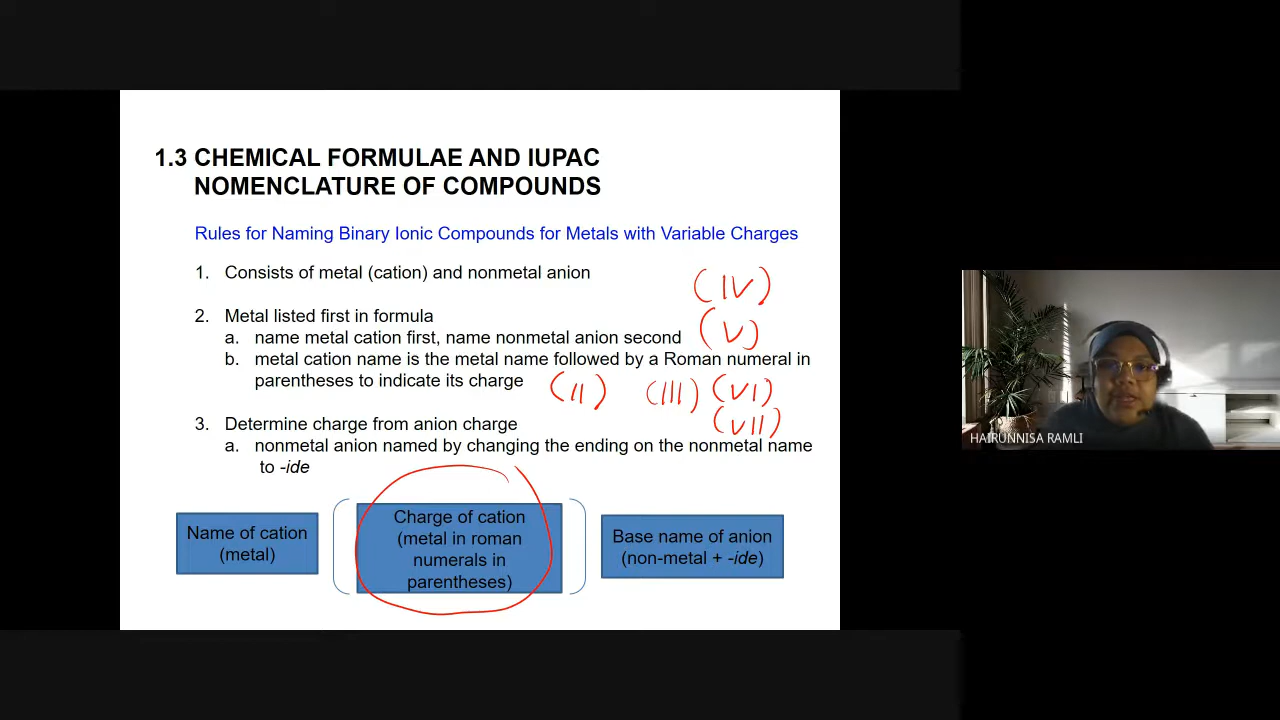 1.3 CHEMICAL FORMULAE AND IUPAC
NOMENCLATURE OF COMPOUNDS
Rules for Naming Binary Ionic Compounds for Metals with Variable Charges
1. Consists of metal (cation) and nonmetal anion
(IV)
2. Metal listed first in formula
a. name metal cation first, name nonmetal anion second
(V)
b. metal cation name is the metal name followed by a Roman numeral in
parentheses to indicate its charge
(II) (III) (VI)
(VII)
3. Determine charge from anion charge
a. nonmetal anion named by changing the ending on the nonmetal name
to -ide
Name of cation
(metal)
Charge of cation
(metal in roman
numerals in
parentheses)
Base name of anion
(non-metal + -ide)
HAIRUNNISA RAMLI